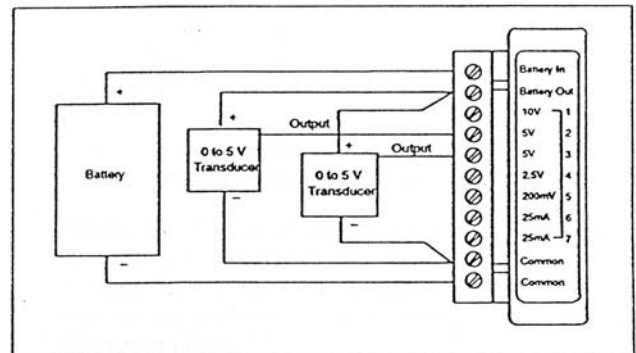 Battery In
Battery Out
10V 1
5V 2
5V 3
2.5V 4
200mV 5
25mA 6
25mA 7
Common
Common
+
Battery
−
+
0 to 5 V
Transducer
−
Output
+
0 to 5 V
Transducer
−
Output